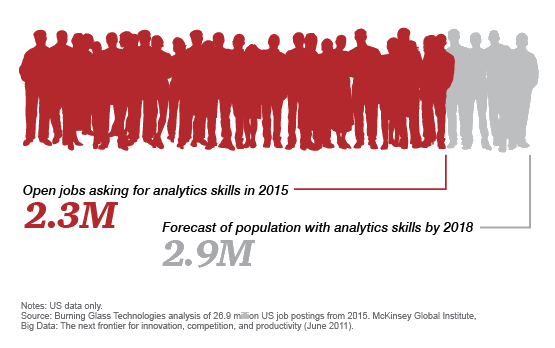 Open jobs asking for analytics skills in 2015
2.3M
Forecast of population with analytics skills by 2018
2.9M
Notes: US data only.
Source: Burning Glass Technologies analysis of 26.9 million US job postings from 2015. McKinsey Global Institute,
Big Data: The next frontier for innovation, competition, and productivity (June 2011).